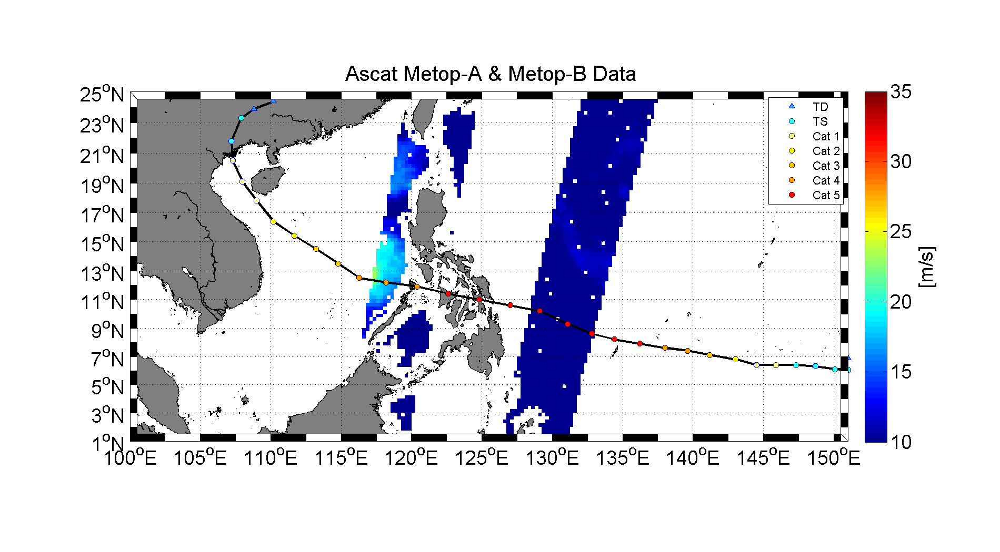 Ascat Metop-A & Metop-B Data
25°N
23°N
21°N
19°N
17°N
15°N
13°N
11°N
9°N
7°N
5°N
3°N
1°N
100°E 105°E 110°E 115°E 120°E 125°E 130°E 135°E 140°E 145°E 150°E
TD
TS
Cat 1
Cat 2
Cat 3
Cat 4
Cat 5
35
30
25
20
15
10
[m/s]